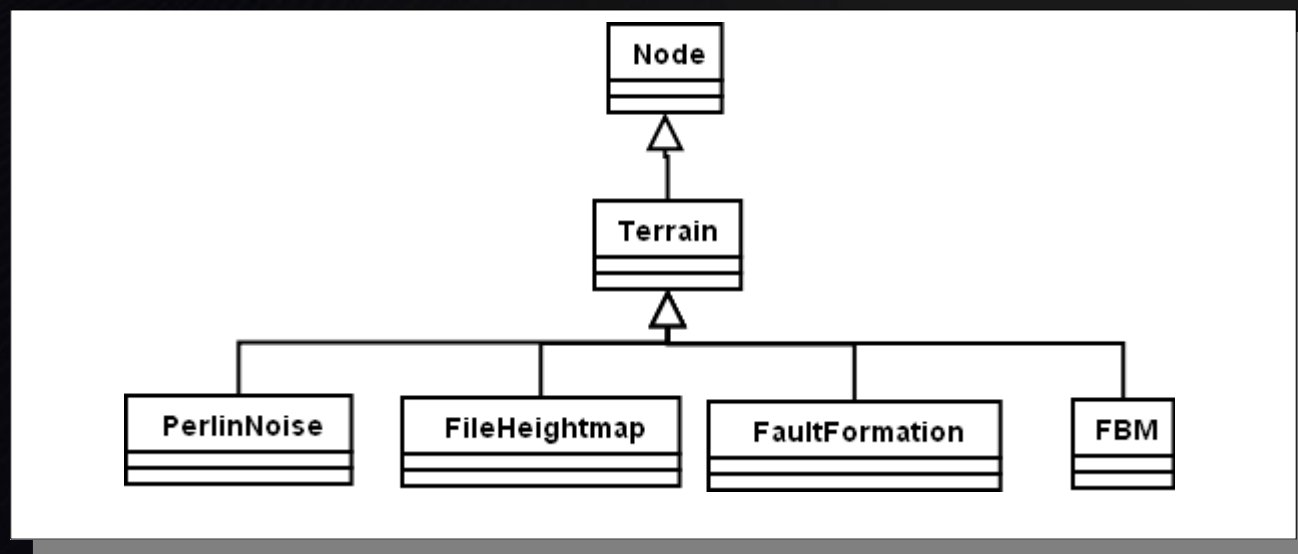 Node
Terrain
PerlinNoise
FileHeightmap
FaultFormation
FBM